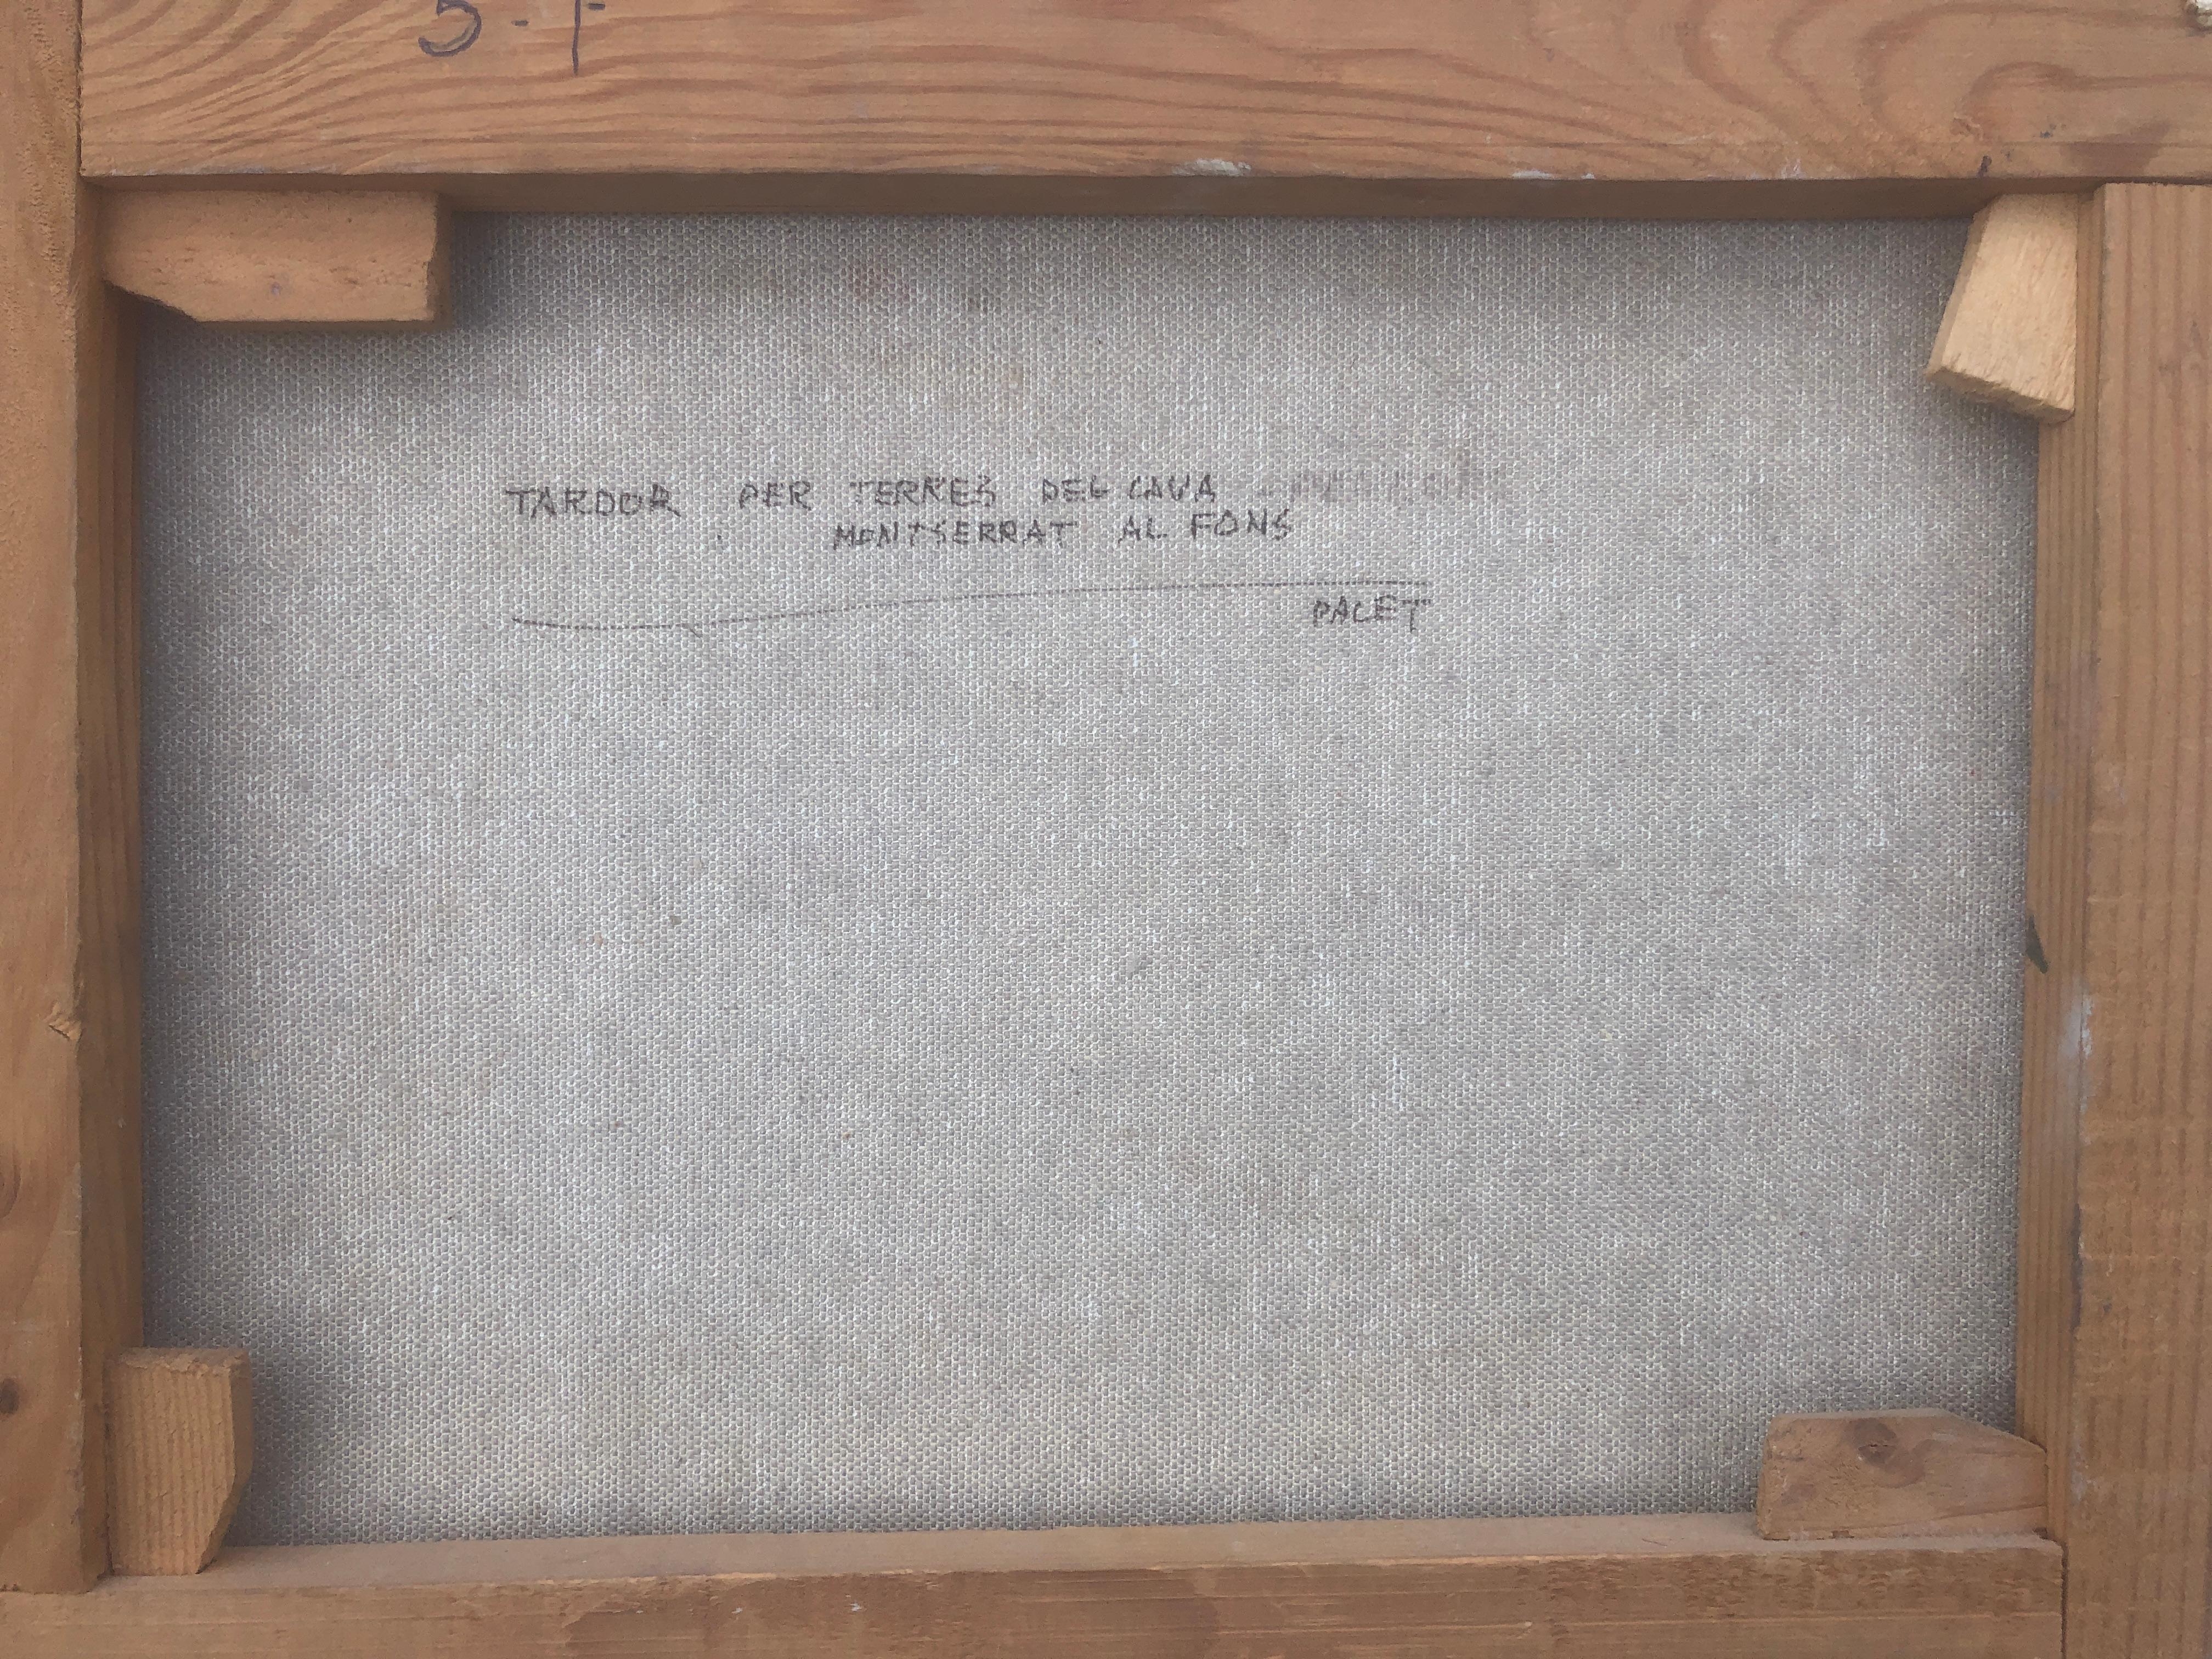 5-F
TARDOR PER TERRES DEL CAVA
MONTSERRAT AL FONS
PALET